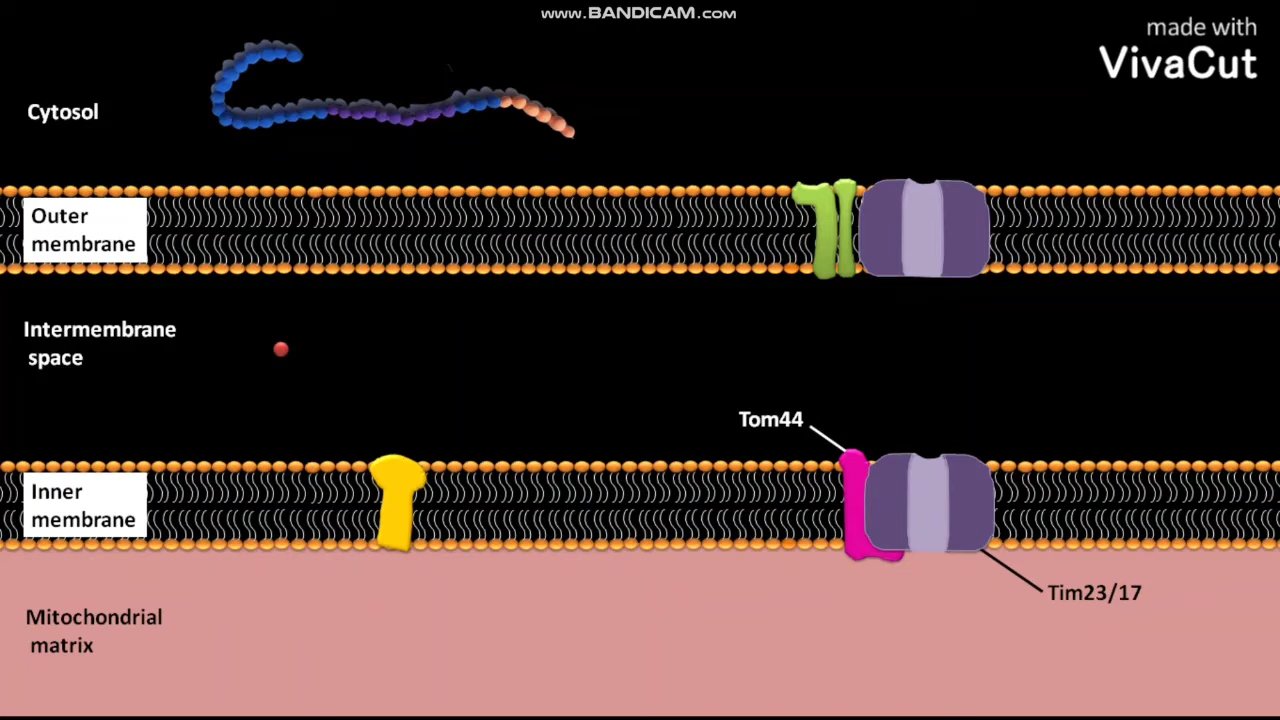 www.BANDICAM.com
made with
VivaCut
Cytosol
Outer
membrane
Intermembrane
space
Tom44
Inner
membrane
Tim23/17
Mitochondrial
matrix